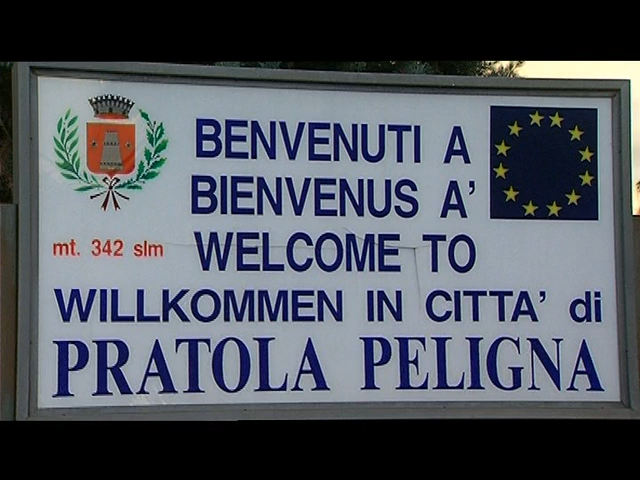 BENVENUTI A
BIENVENUS A'
mt. 342 slm
WELCOME TO
WILLKOMMEN IN CITTA' di
PRATOLA PELIGNA